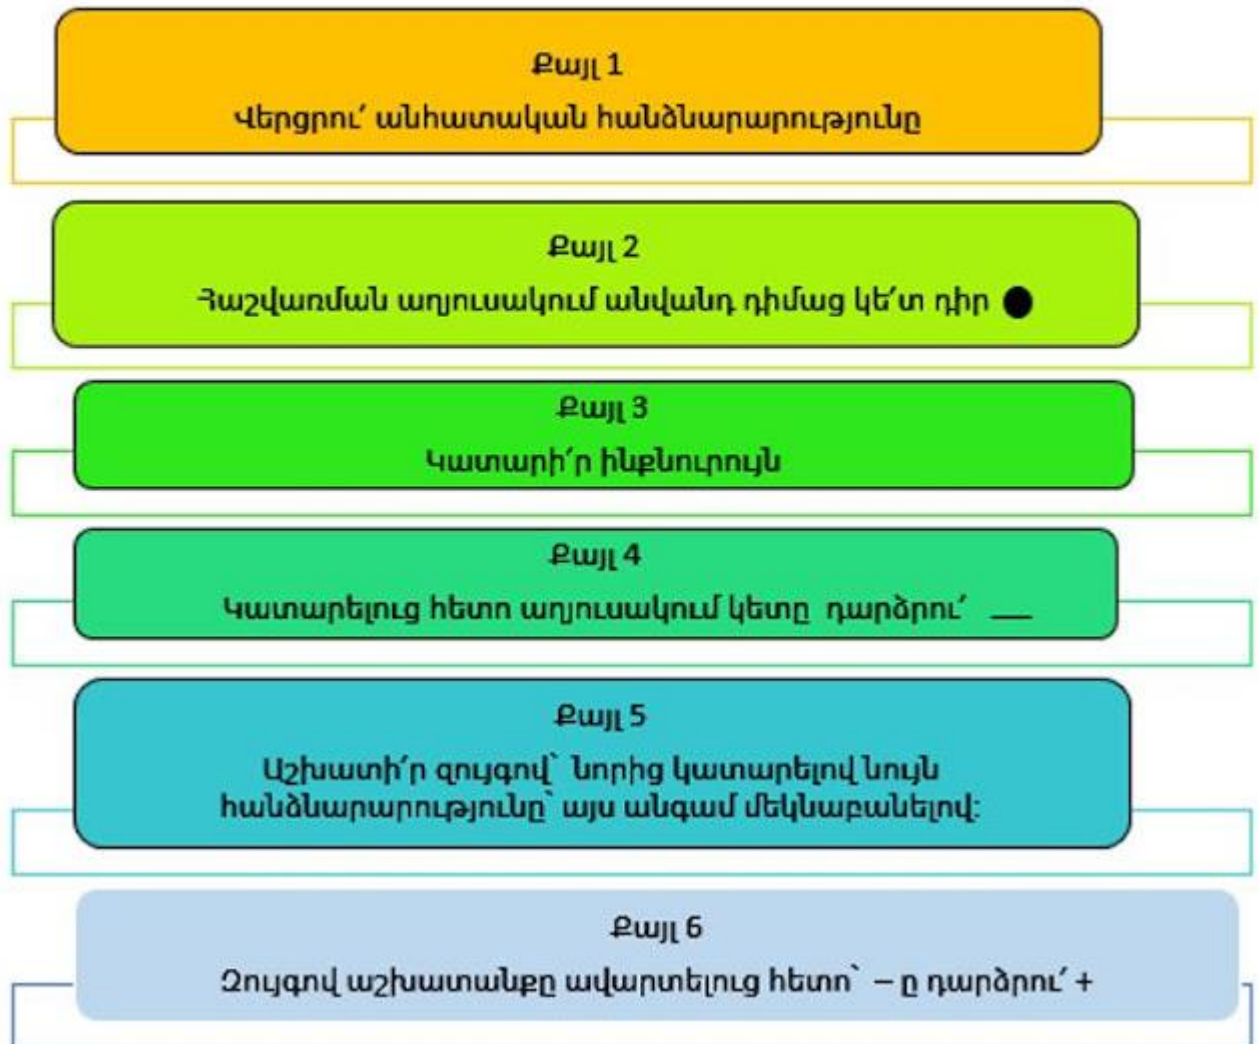 Քայլ 1
Վերցրու՛ անհատական հանձնարարությունը
Քայլ 2
Հաշվառման աղյուսակում անվանդ դիմաց կե՛տ դիր ●
Քայլ 3
Կատարի՛ր ինքնուրույն
Քայլ 4
Կատարելուց հետո աղյուսակում կետը դարձրու՛ __
Քայլ 5
Աշխատի՛ր զույգով՝ նորից կատարելով նույն
հանձնարարությունը՝ այս անգամ մեկնաբանելով:
Քայլ 6
Զույգով աշխատանքը ավարտելուց հետո՝ – ը դարձրու՛ +